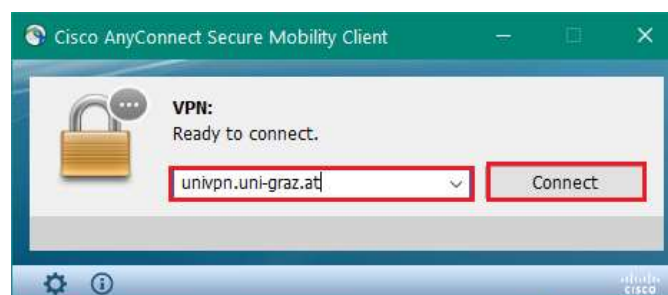 Cisco AnyConnect Secure Mobility Client
VPN:
Ready to connect.
univpn.uni-graz.at
Connect
cisco